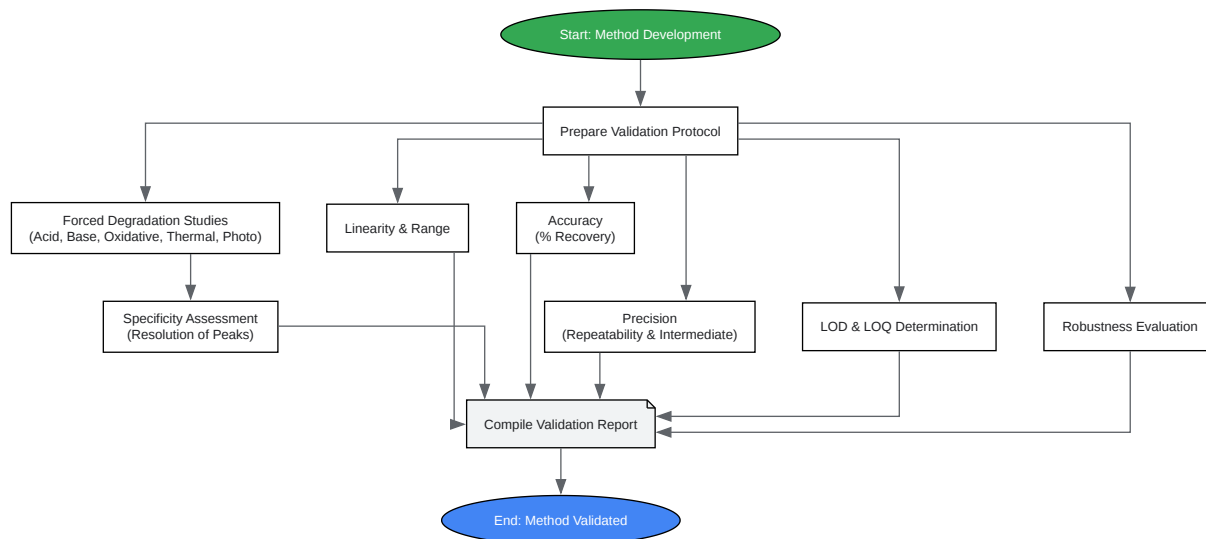 Start: Method Development
Prepare Validation Protocol
Forced Degradation Studies
(Acid, Base, Oxidative, Thermal, Photo)
Linearity & Range
Accuracy
(% Recovery)
Specificity Assessment
(Resolution of Peaks)
Precision
(Repeatability & Intermediate)
LOD & LOQ Determination
Robustness Evaluation
Compile Validation Report
End: Method Validated